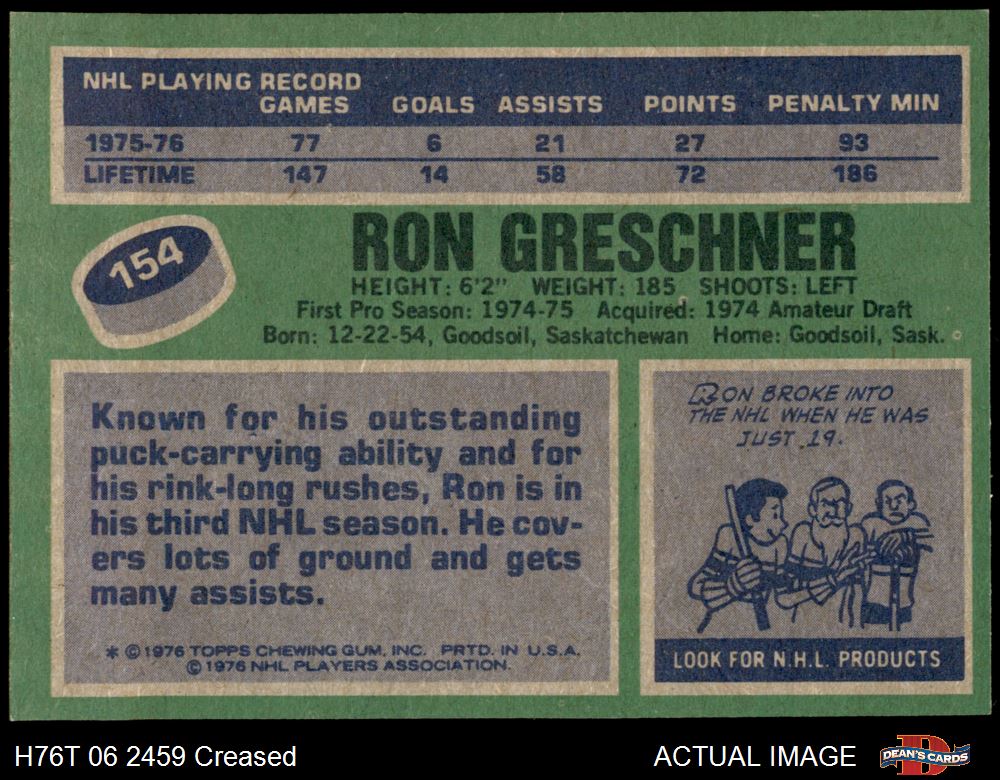 NHL PLAYING RECORD
GAMES GOALS ASSISTS POINTS PENALTY MIN
1975-76 77 6 21 27 93
LIFETIME 147 14 58 72 186
154
RON GRESCHNER
HEIGHT: 6'2" WEIGHT: 185 SHOOTS: LEFT
First Pro Season: 1974-75 Acquired: 1974 Amateur Draft
Born: 12-22-54, Goodsoil, Saskatchewan Home: Goodsoil, Sask.
Known for his outstanding
puck-carrying ability and for
his rink-long rushes, Ron is in
his third NHL season. He cov-
ers lots of ground and gets
many assists.
* © 1976 TOPPS CHEWING GUM, INC. PRTD. IN U.S.A.
© 1976 NHL PLAYERS ASSOCIATION.
RON BROKE INTO
THE NHL WHEN HE WAS
JUST 19.
LOOK FOR N.H.L. PRODUCTS
H76T 06 2459 Creased
ACTUAL IMAGE
D
DEAN'S CARDS